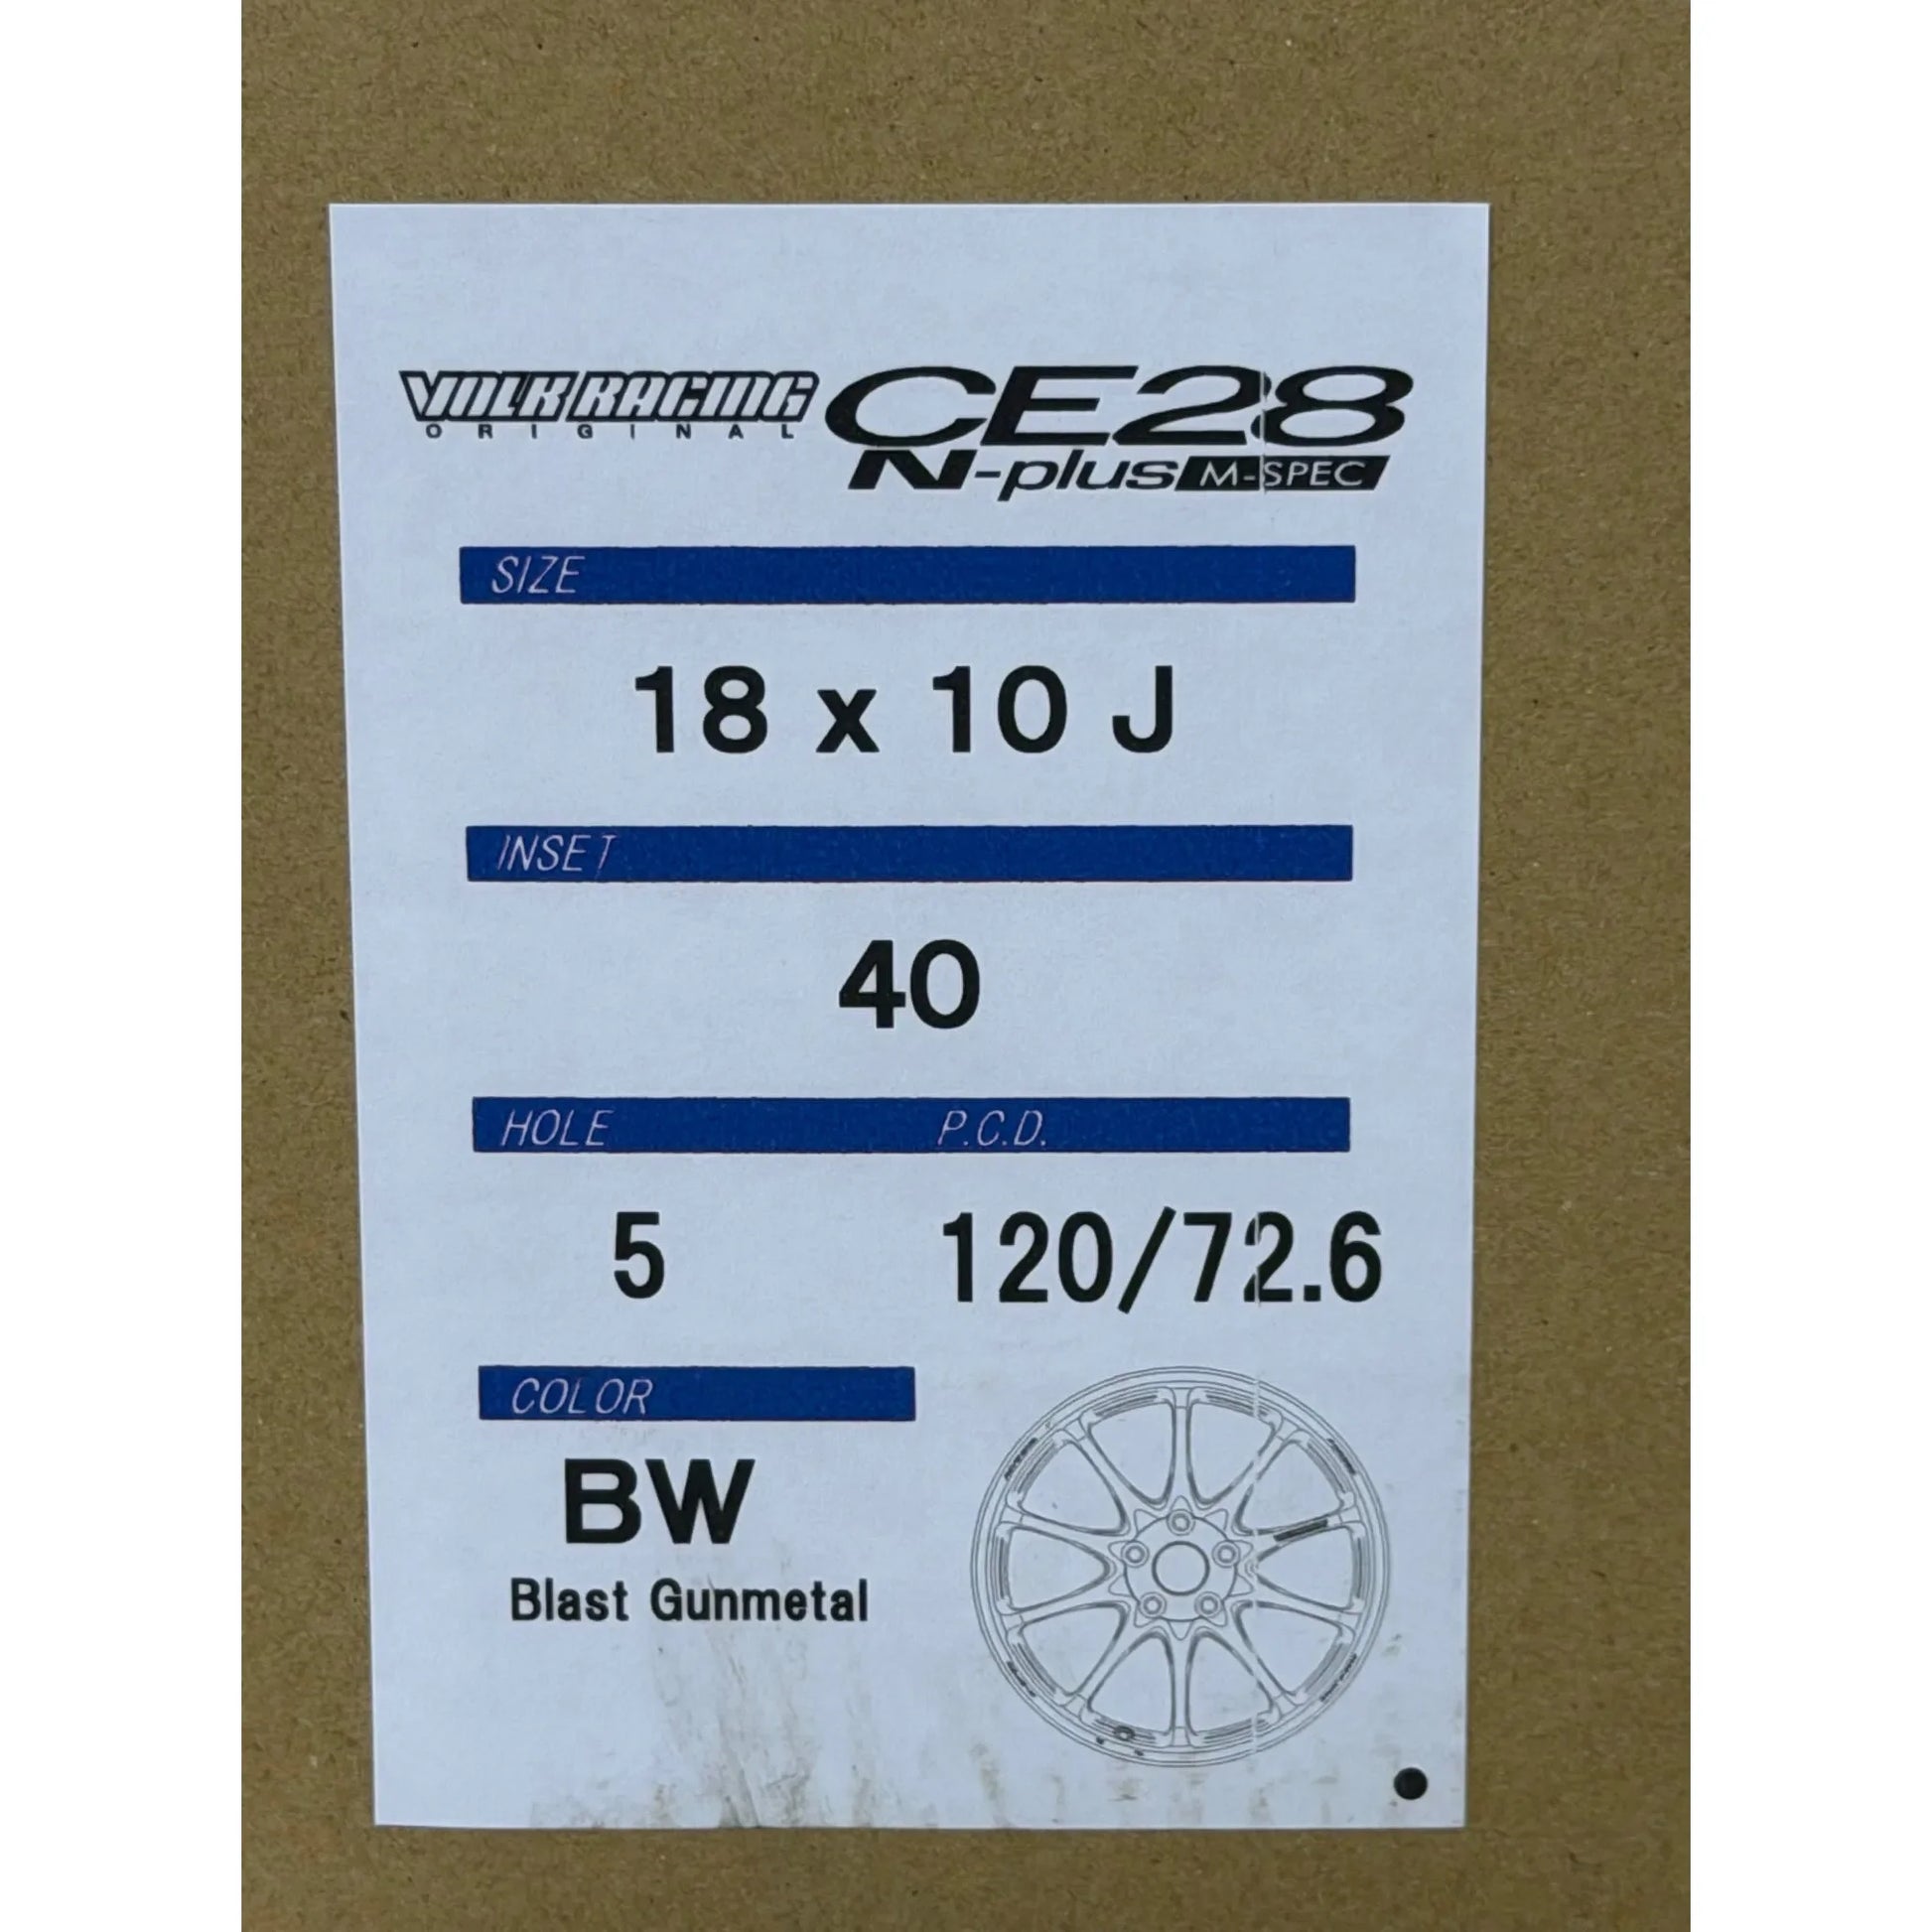 VOLK RACING CE28
ORIGINAL
N-plus M-SPEC
SIZE
18 x 10 J
INSET
40
HOLE P.C.D.
5 120/72.6
COLOR
BW
Blast Gunmetal